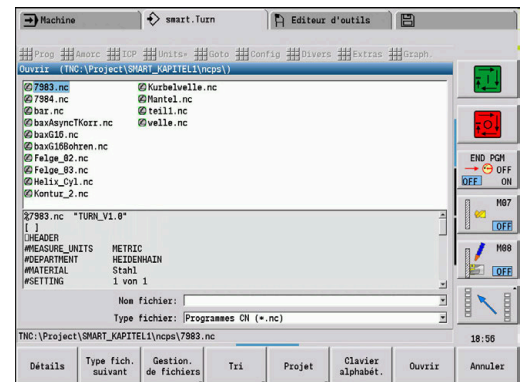 Machine smart.Turn Editeur d'outils
Prog Amorc ICP Units» Goto Config Divers Extras Graph.
Ouvrir (TNC:\Project\SMART_KAPITEL1\ncps\)
7983.nc Kurbelwelle.nc
7984.nc Mantel.nc
bar.nc teil1.nc
baxAsyncTKorr.nc welle.nc
baxG16.nc
baxG16Bohren.nc
Felge_02.nc
Felge_03.nc
Helix_Cyl.nc
Kontur_2.nc
END PGM
OFF
OFF ON
M07
OFF
M08
OFF
%7983.nc "TURN_V1.0"
[ ]
HEADER
#MEASURE_UNITS METRIC
#DEPARTMENT HEIDENHAIN
#MATERIAL Stahl
#SETTING 1 von 1
Nom fichier:
Type fichier: Programmes CN (*.nc)
TNC:\Project\SMART_KAPITEL1\ncps\7983.nc
18:56
Détails
Type fich. suivant
Gestion. de fichiers
Tri
Projet
Clavier alphabét.
Ouvrir
Annuler